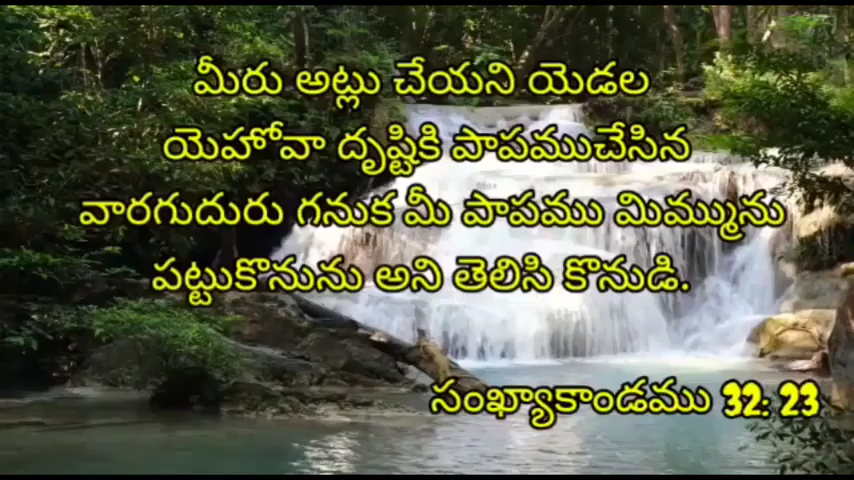 మీరు అట్లు చేయని యెడల
యెహోవా దృష్టికి పాపముచేసిన
వారగుదురు గనుక మీ పాపము మిమ్మును
పట్టుకొనును అని తెలిసి కొనుడి.
సంఖ్యాకాండము 32: 23